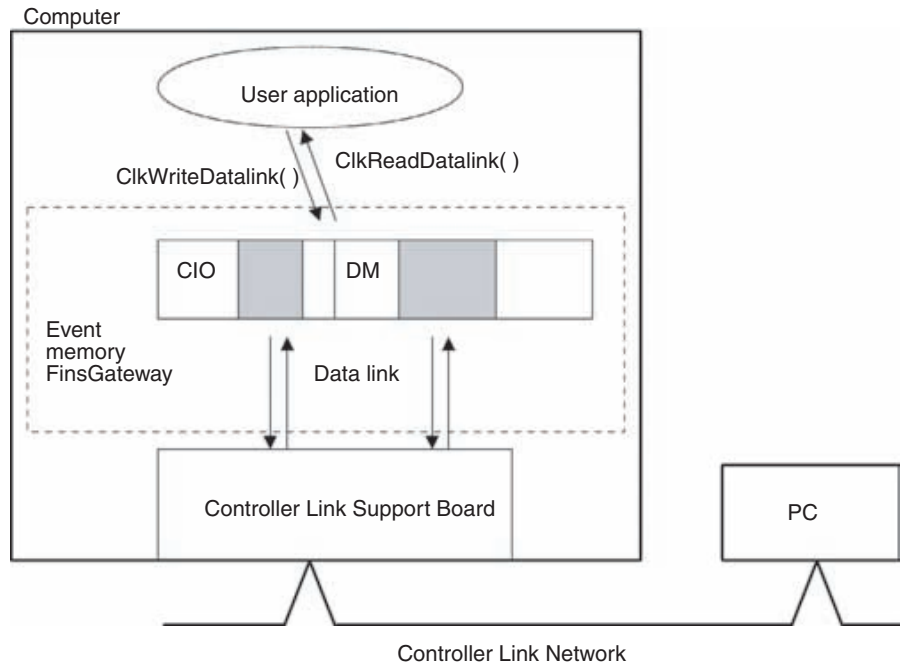 Computer
User application
ClkReadDatalink( )
ClkWriteDatalink( )
CIO
DM
Event
memory
FinsGateway
Data link
Controller Link Support Board
PC
Controller Link Network